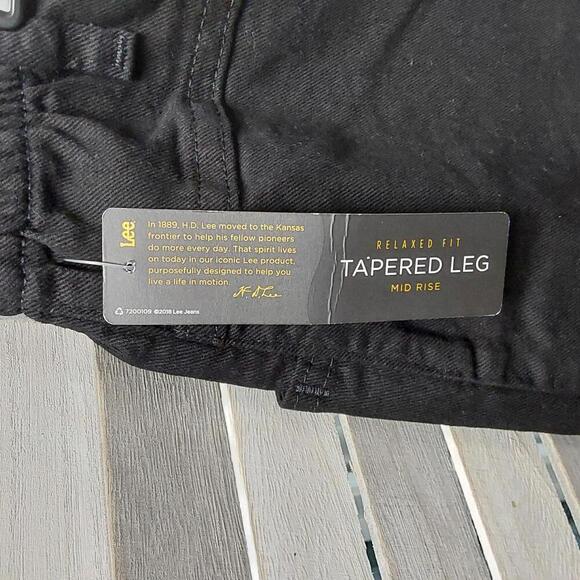 Lee
In 1889, H.D. Lee moved to the Kansas
frontier to help his fellow pioneers
do more every day. That spirit lives
on today in our iconic Lee product,
purposefully designed to help you
live a life in motion.
H. D. Lee
7200109 ©2018 Lee Jeans
RELAXED FIT
TAPERED LEG
MID RISE